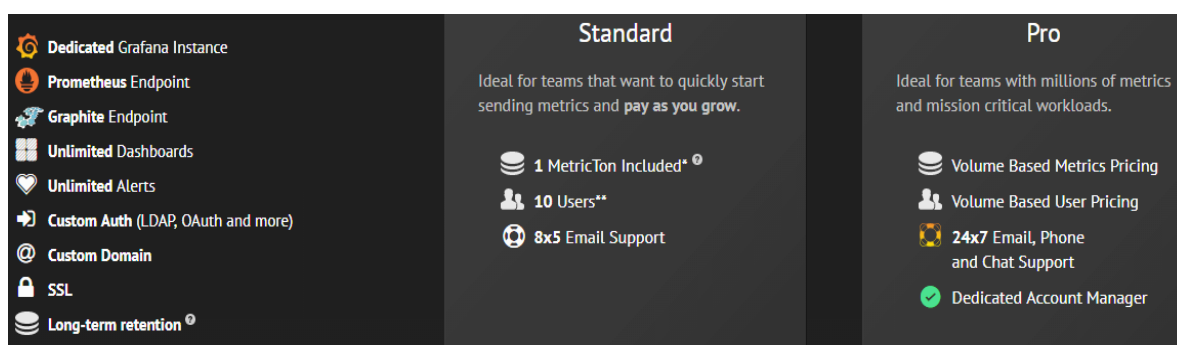 Dedicated Grafana Instance
Prometheus Endpoint
Graphite Endpoint
Unlimited Dashboards
Unlimited Alerts
Custom Auth (LDAP, OAuth and more)
@ Custom Domain
SSL
Long-term retention ?
Standard
Ideal for teams that want to quickly start
sending metrics and pay as you grow.
1 MetricTon Included* ?
10 Users**
8x5 Email Support
Pro
Ideal for teams with millions of metrics
and mission critical workloads.
Volume Based Metrics Pricing
Volume Based User Pricing
24x7 Email, Phone
and Chat Support
Dedicated Account Manager